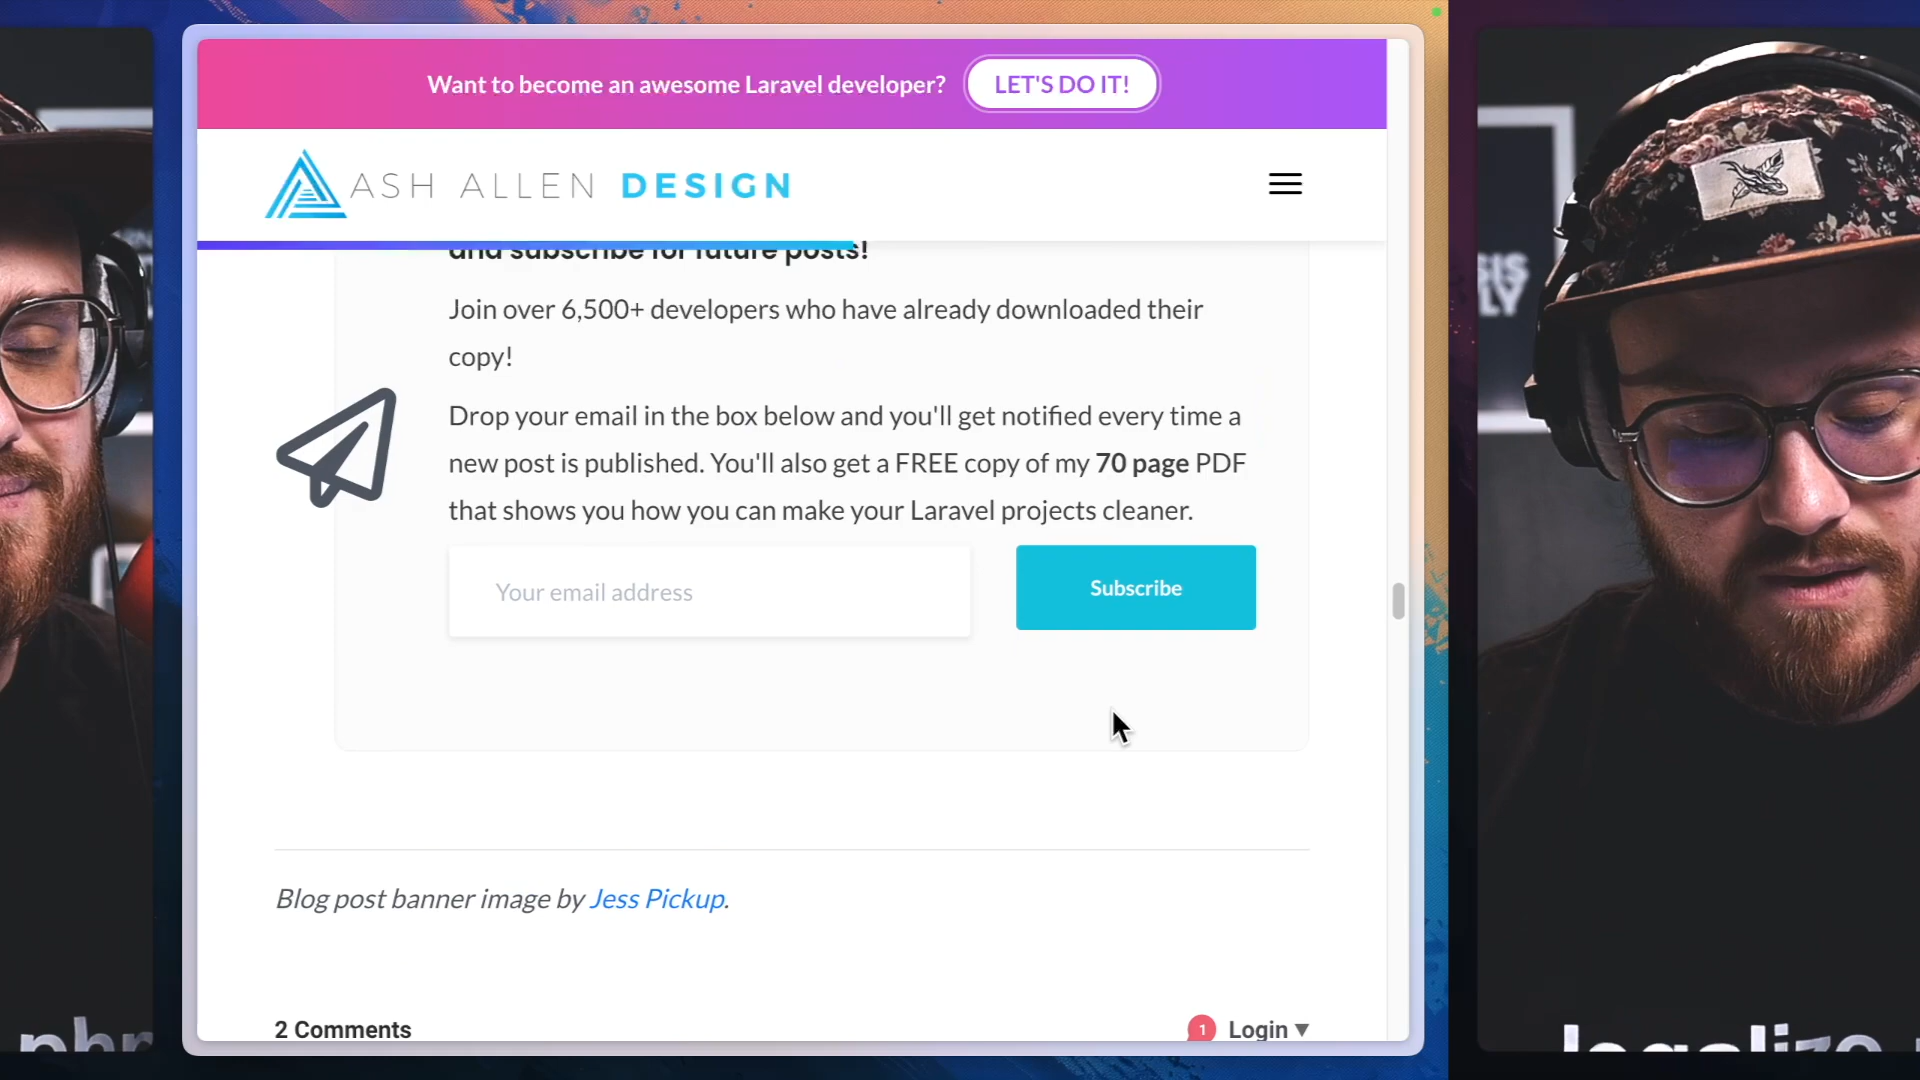 Want to become an awesome Laravel developer? LET'S DO IT!
ASH ALLEN DESIGN
and subscribe for future posts!
Join over 6,500+ developers who have already downloaded their
copy!
Drop your email in the box below and you'll get notified every time a
new post is published. You'll also get a FREE copy of my 70 page PDF
that shows you how you can make your Laravel projects cleaner.
Your email address
Subscribe
Blog post banner image by Jess Pickup.
2 Comments
1 Login